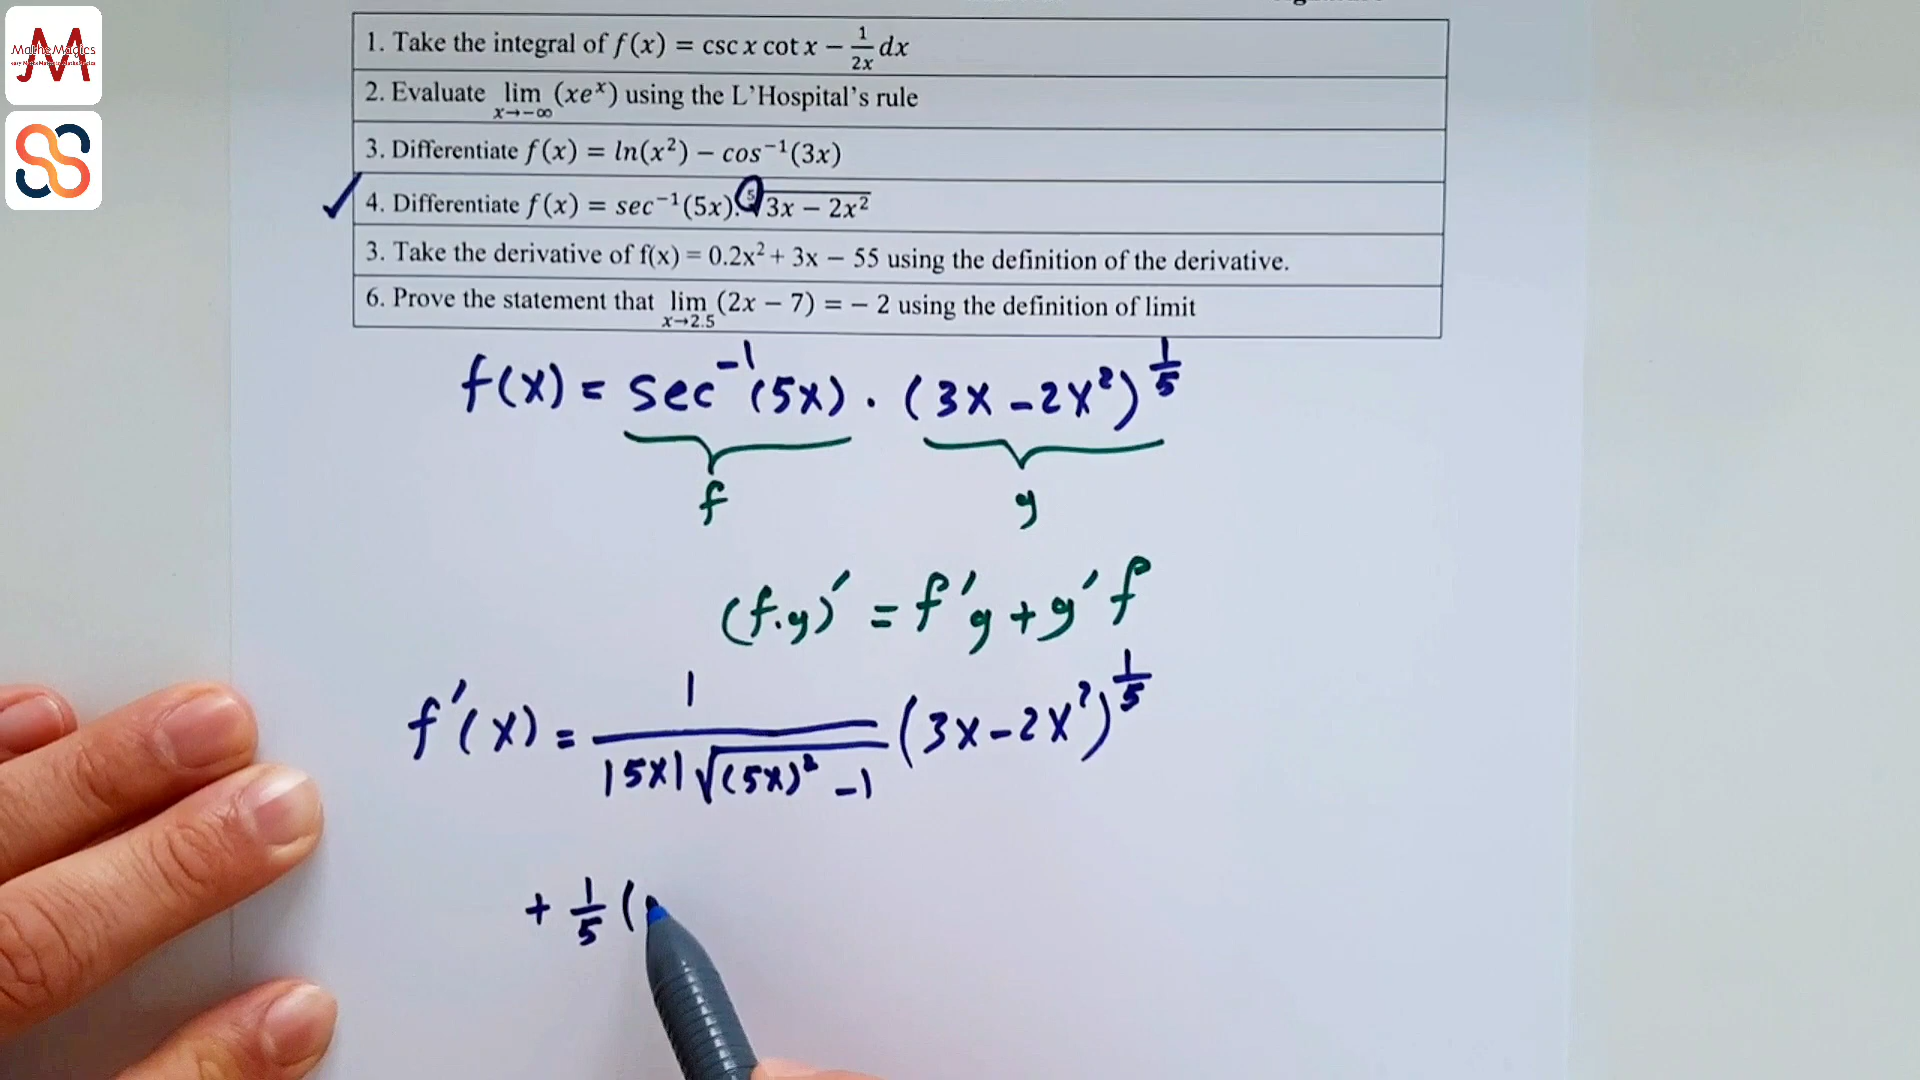 MatheMagics
1. Take the integral of f(x) = csc x cot x − 1/2x dx
2. Evaluate lim x→−∞ (xeˣ) using the L’Hospital’s rule
3. Differentiate f(x) = ln(x²) − cos⁻¹(3x)
4. Differentiate f(x) = sec⁻¹(5x). ⁵√3x − 2x²
3. Take the derivative of f(x) = 0.2x² + 3x − 55 using the definition of the derivative.
6. Prove the statement that lim x→2.5 (2x − 7) = − 2 using the definition of limit
f(x) = sec⁻¹(5x) · (3x − 2x²)^1/5
f g
(f.g)′ = f′g + g′f
f′(x) = 1/|5x|√(5x)² − 1 (3x − 2x²)^1/5
+ 1/5 (